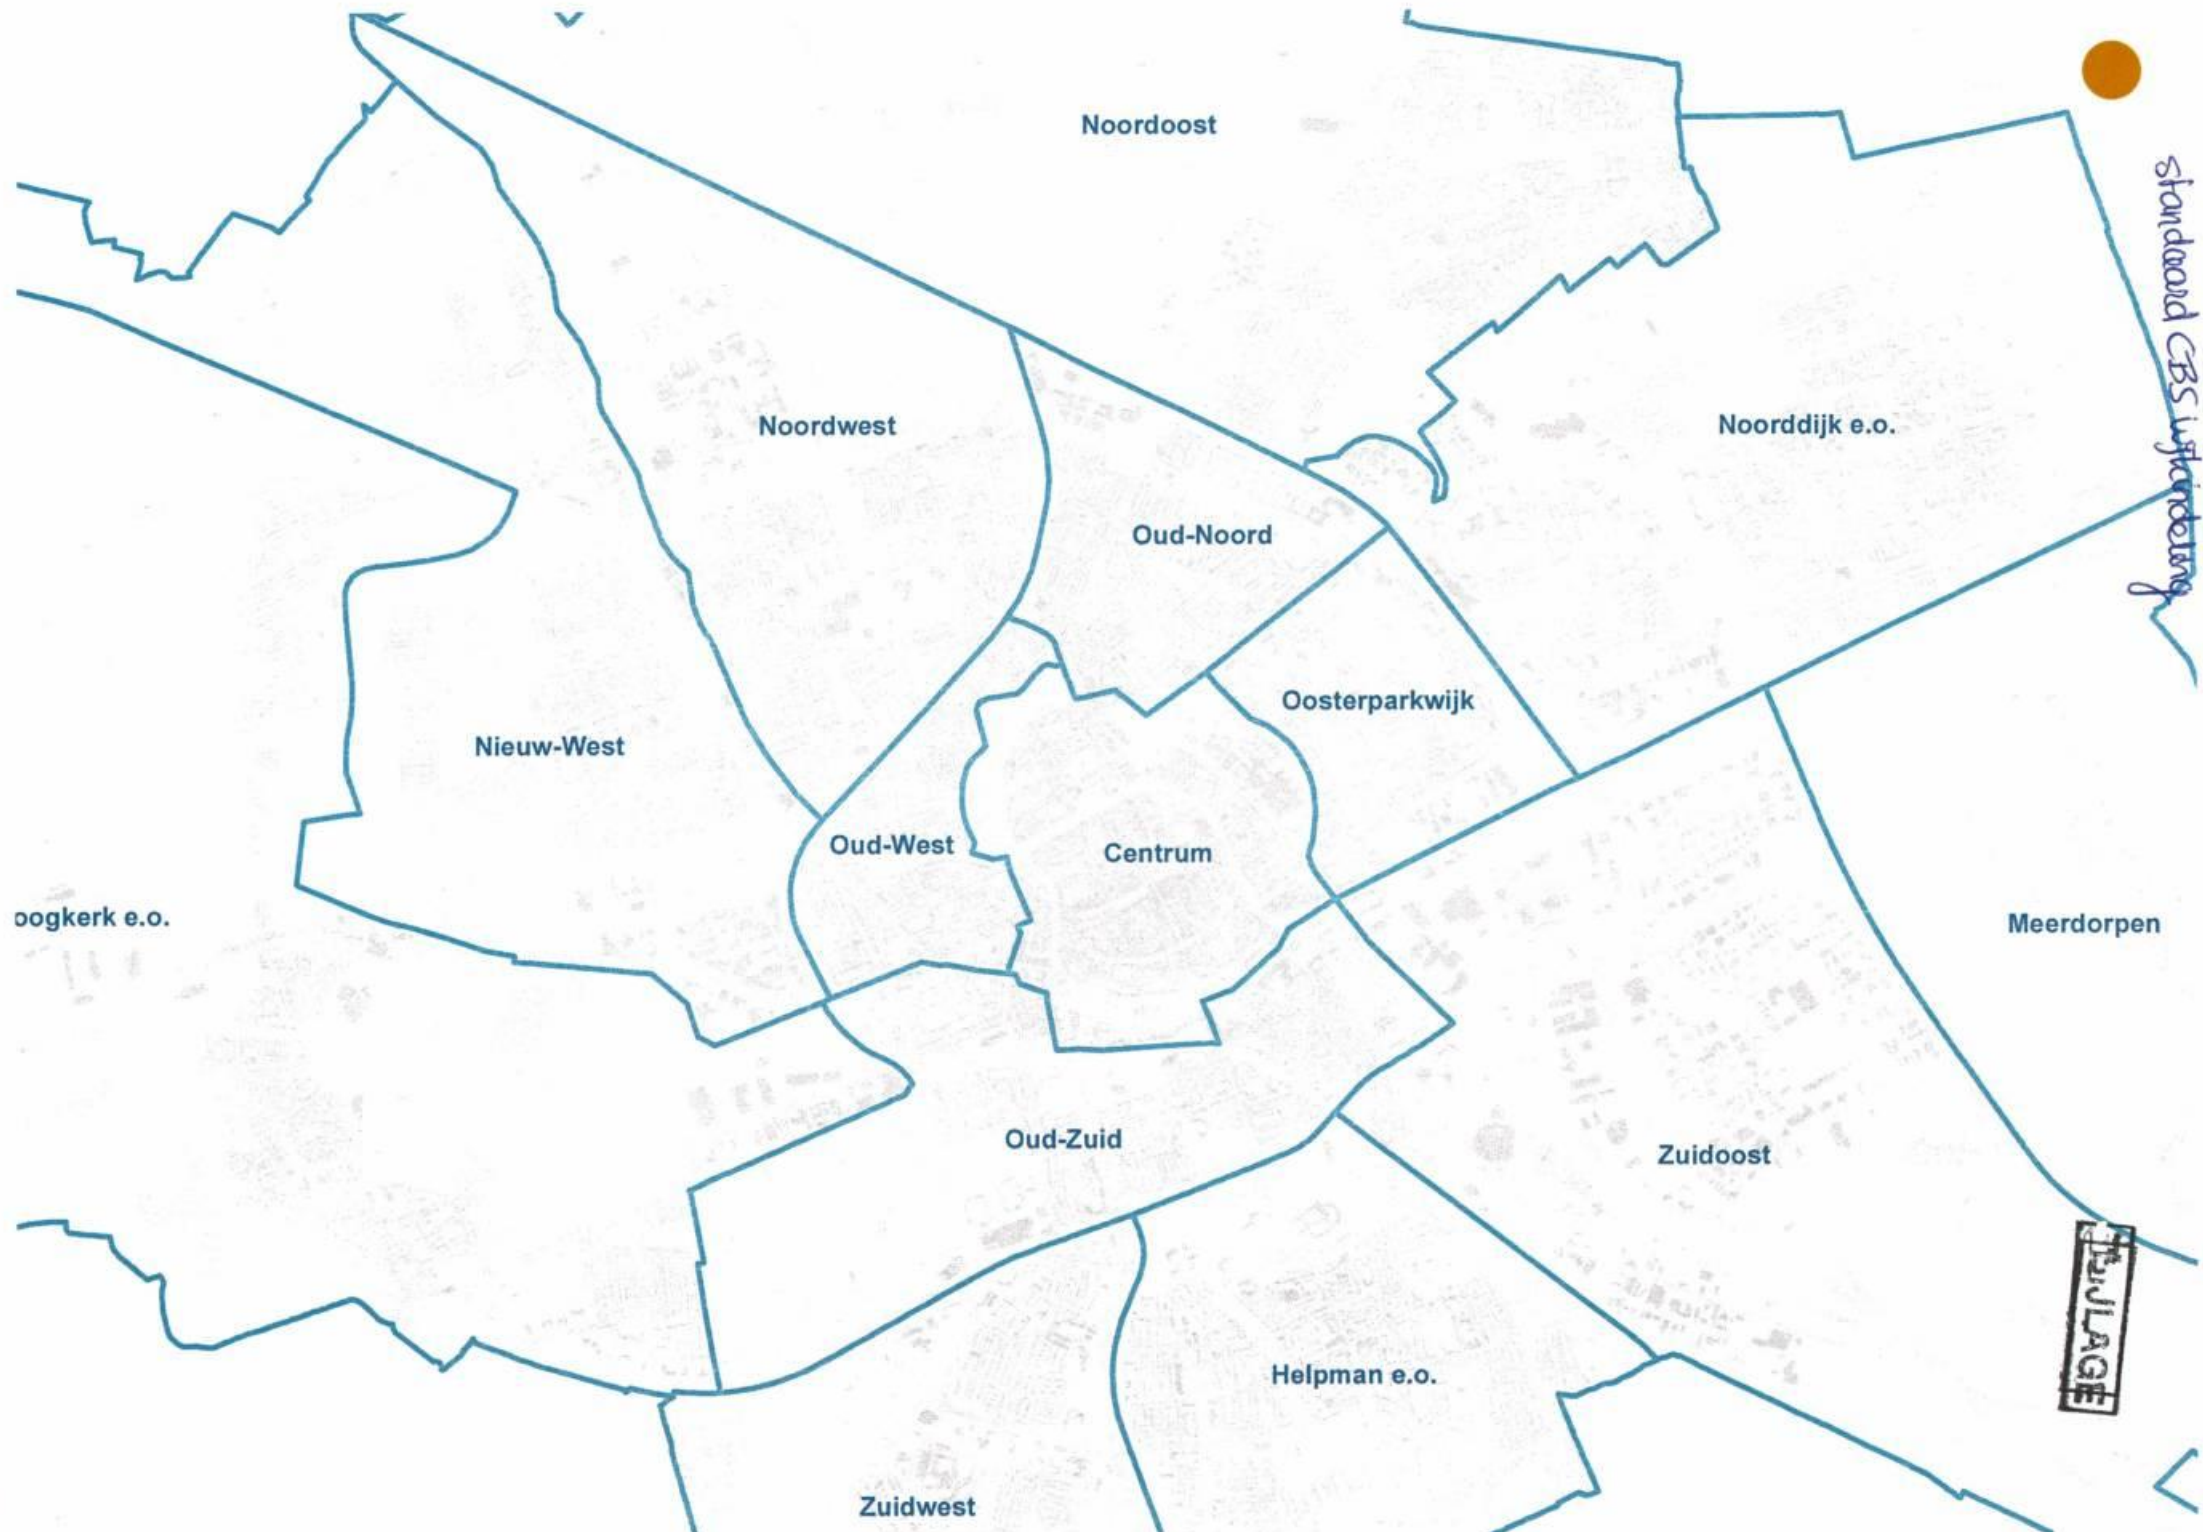 Noordoost
standaard CBS wijkindeling
Noordwest
Noorddijk e.o.
Oud-Noord
Oosterparkwijk
Nieuw-West
Oud-West
Centrum
oogkerk e.o.
Meerdorpen
Oud-Zuid
Zuidoost
BIJLAGE
Helpman e.o.
Zuidwest